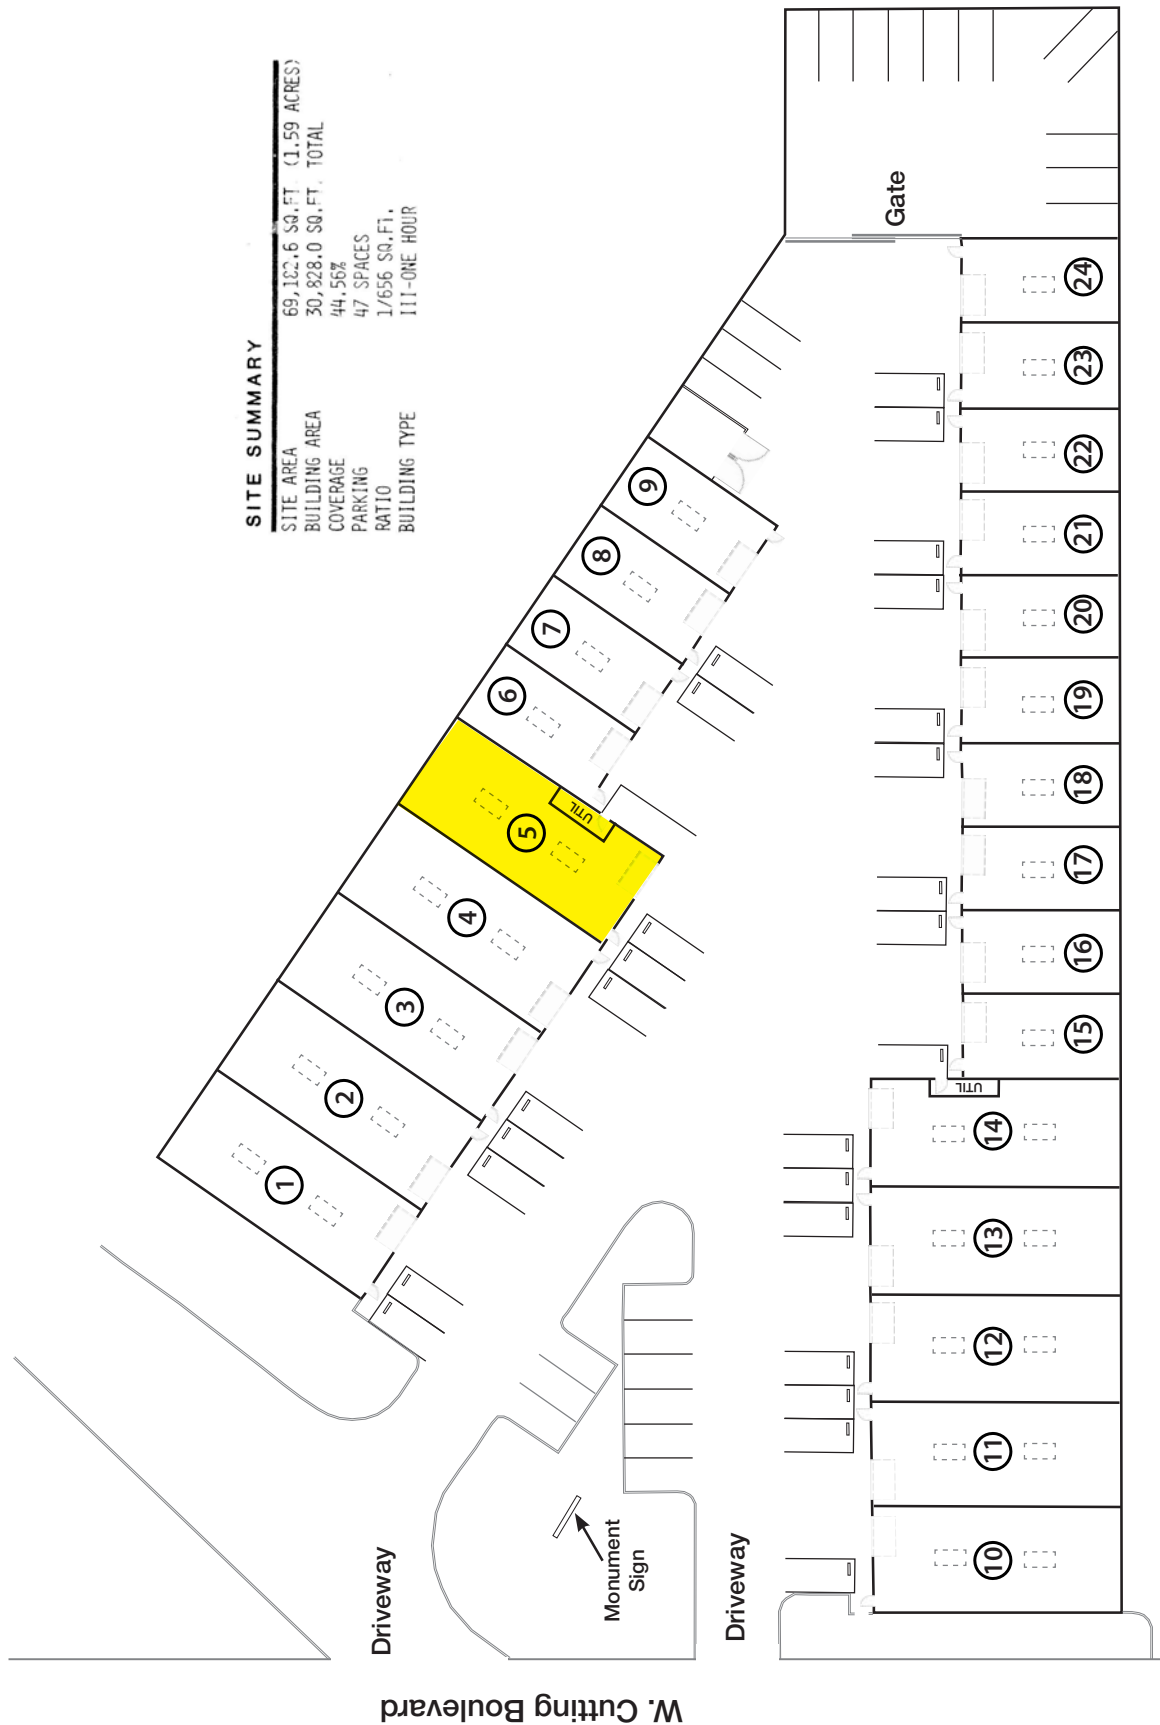 SITE SUMMARY
SITE AREA 69,182.6 SQ.FT. (1.59 ACRES)
BUILDING AREA 30,828.0 SQ.FT. TOTAL
COVERAGE 44.56%
PARKING 47 SPACES
RATIO 1/656 SQ.FT.
BUILDING TYPE III-ONE HOUR
1
2
3
4
5
UTIL
6
7
8
9
Gate
Driveway
Monument
Sign
Driveway
W. Cutting Boulevard
10
11
12
13
14
UTIL
15
16
17
18
19
20
21
22
23
24